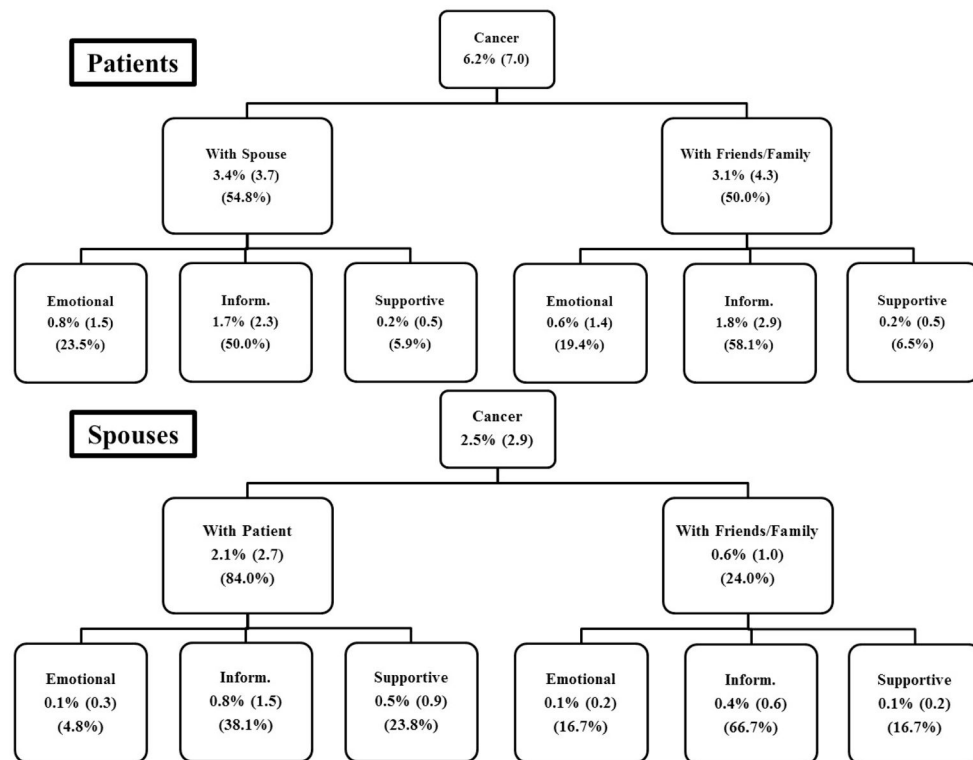 Patients
Cancer
6.2% (7.0)
With Spouse
3.4% (3.7)
(54.8%)
With Friends/Family
3.1% (4.3)
(50.0%)
Emotional
0.8% (1.5)
(23.5%)
Inform.
1.7% (2.3)
(50.0%)
Supportive
0.2% (0.5)
(5.9%)
Emotional
0.6% (1.4)
(19.4%)
Inform.
1.8% (2.9)
(58.1%)
Supportive
0.2% (0.5)
(6.5%)
Spouses
Cancer
2.5% (2.9)
With Patient
2.1% (2.7)
(84.0%)
With Friends/Family
0.6% (1.0)
(24.0%)
Emotional
0.1% (0.3)
(4.8%)
Inform.
0.8% (1.5)
(38.1%)
Supportive
0.5% (0.9)
(23.8%)
Emotional
0.1% (0.2)
(16.7%)
Inform.
0.4% (0.6)
(66.7%)
Supportive
0.1% (0.2)
(16.7%)